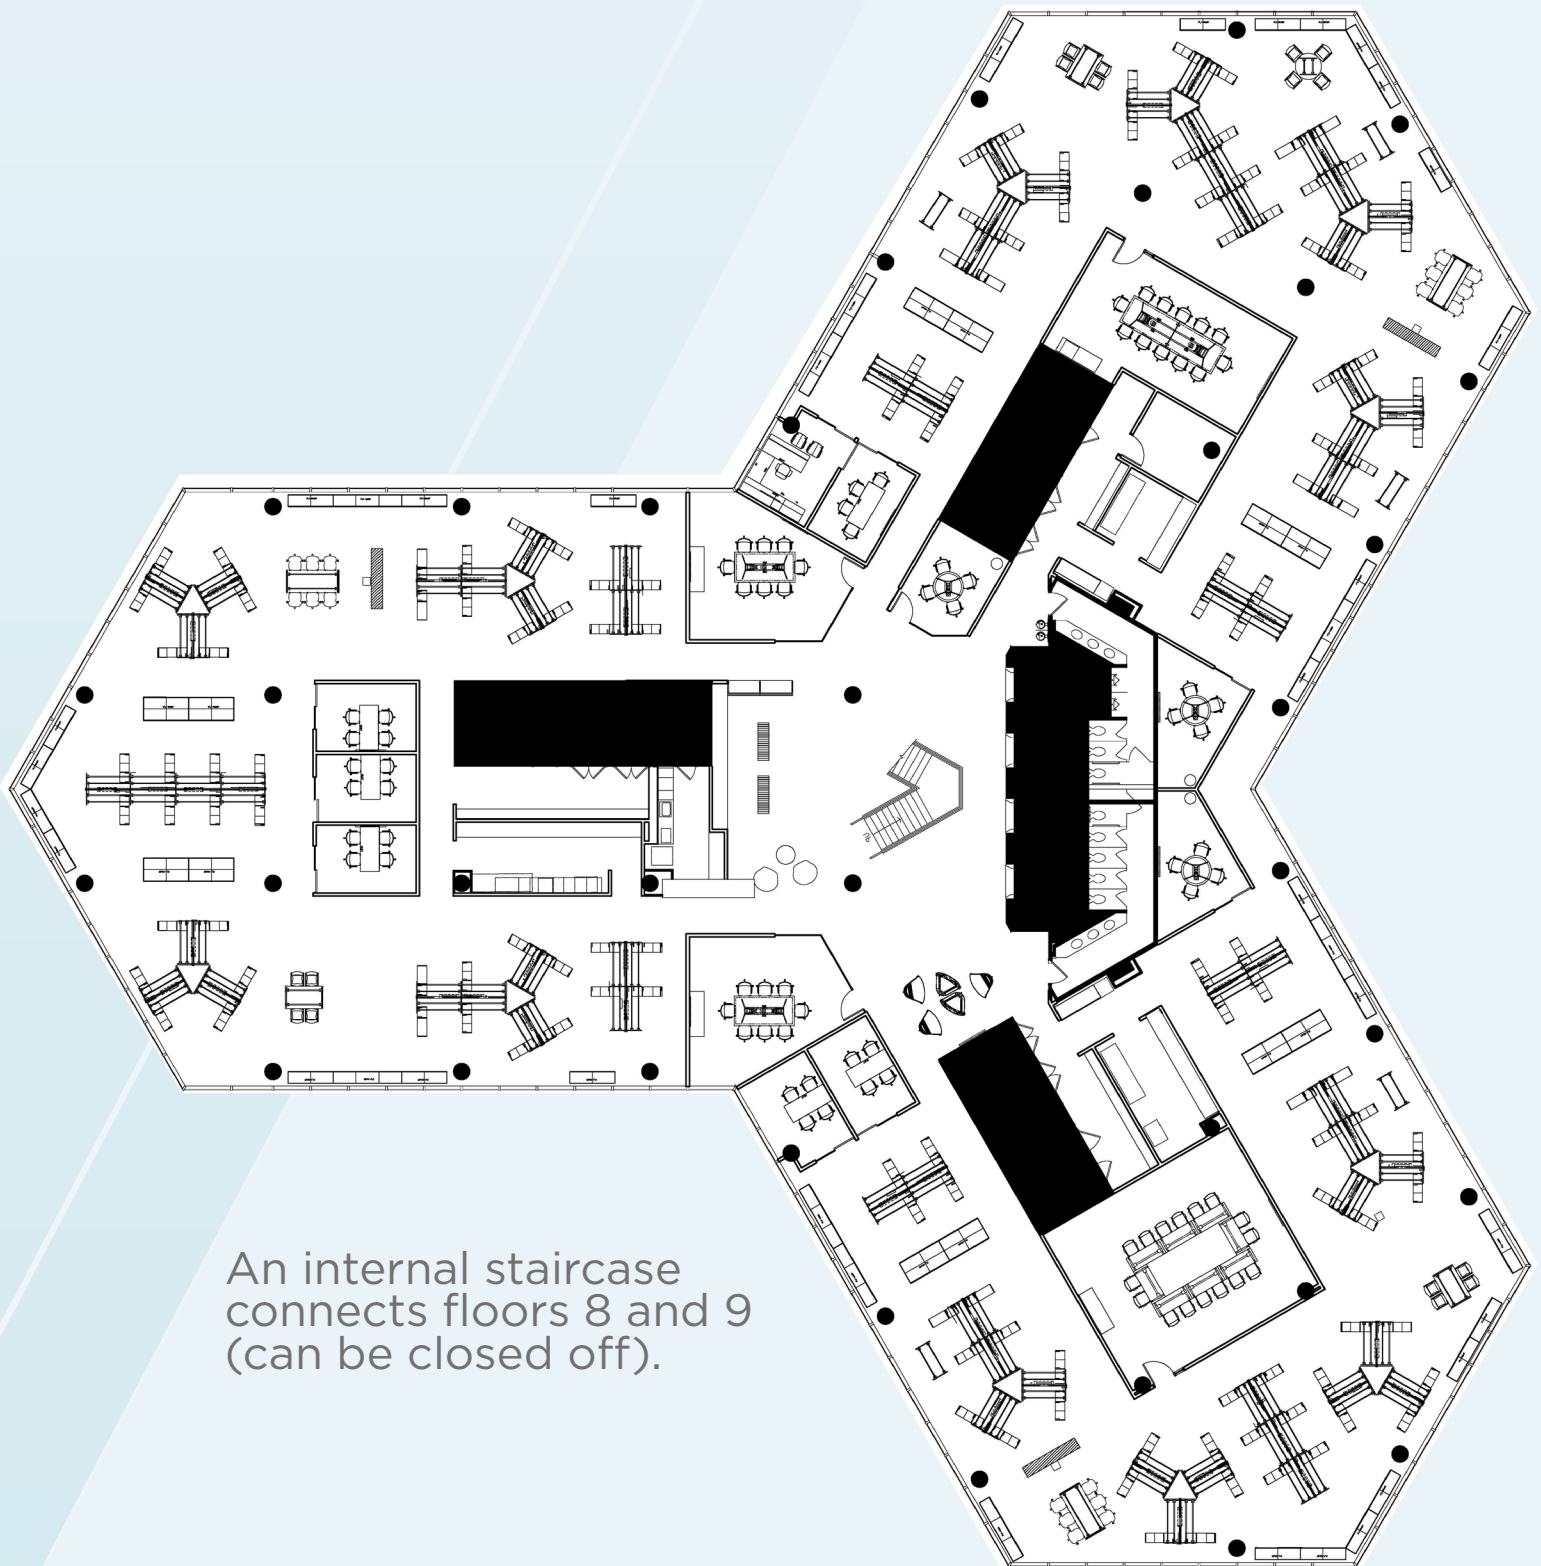 An internal staircase
connects floors 8 and 9
(can be closed off).